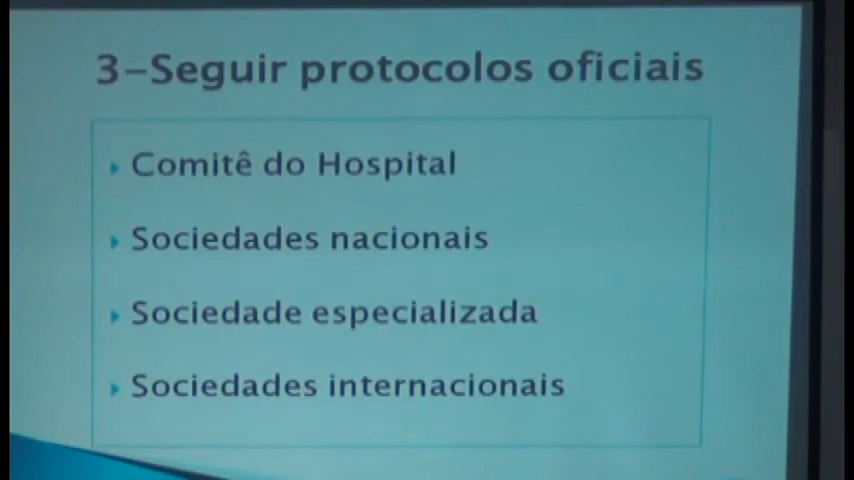 3-Seguir protocolos oficiais
Comitê do Hospital
Sociedades nacionais
Sociedade especializada
Sociedades internacionais